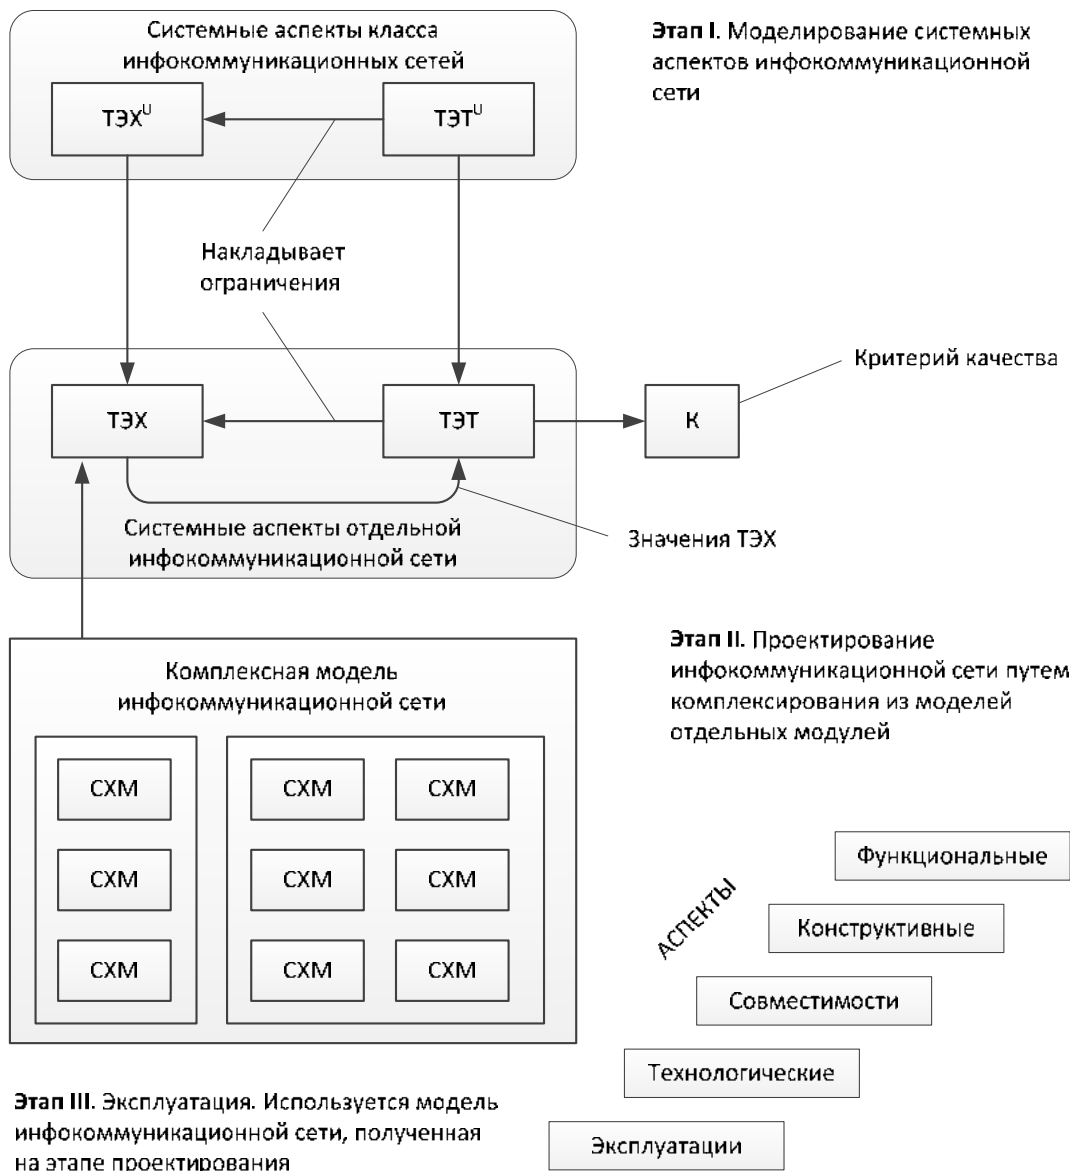 Системные аспекты класса
инфокоммуникационных сетей
Этап I. Моделирование системных
аспектов инфокоммуникационной
сети
ТЭХU
ТЭТU
Накладывает
ограничения
Критерий качества
ТЭХ
ТЭТ
К
Системные аспекты отдельной
инфокоммуникационной сети
Значения ТЭХ
Этап II. Проектирование
инфокоммуникационной сети путем
комплексирования из моделей
отдельных модулей
Комплексная модель
инфокоммуникационной сети
СХМ
СХМ
СХМ
СХМ
СХМ
СХМ
СХМ
СХМ
СХМ
АСПЕКТЫ
Функциональные
Конструктивные
Совместимости
Технологические
Эксплуатации
Этап III. Эксплуатация. Используется модель
инфокоммуникационной сети, полученная
на этапе проектирования